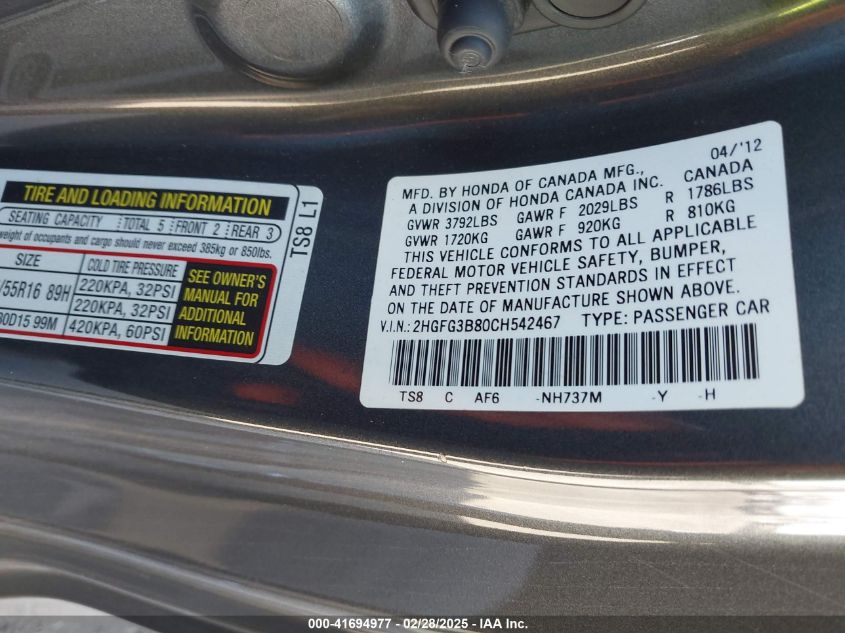 TIRE AND LOADING INFORMATION
SEATING CAPACITY TOTAL 5 FRONT 2 REAR 3
weight of occupants and cargo should never exceed 385kg or 850lbs.
SIZE COLD TIRE PRESSURE
/55R16 89H 220KPA, 32PSI
220KPA, 32PSI
80D15 99M 420KPA, 60PSI
SEE OWNER'S
MANUAL FOR
ADDITIONAL
INFORMATION
TS8 L1
04/'12
MFD. BY HONDA OF CANADA MFG., CANADA
A DIVISION OF HONDA CANADA INC.
GVWR 3792LBS GAWR F 2029LBS R 1786LBS
GVWR 1720KG GAWR F 920KG R 810KG
THIS VEHICLE CONFORMS TO ALL APPLICABLE
FEDERAL MOTOR VEHICLE SAFETY, BUMPER,
AND THEFT PREVENTION STANDARDS IN EFFECT
ON THE DATE OF MANUFACTURE SHOWN ABOVE.
V.I.N.: 2HGFG3B80CH542467 TYPE: PASSENGER CAR
TS8 C AF6 -NH737M -Y -H
000-41694977 - 02/28/2025 - IAA Inc.